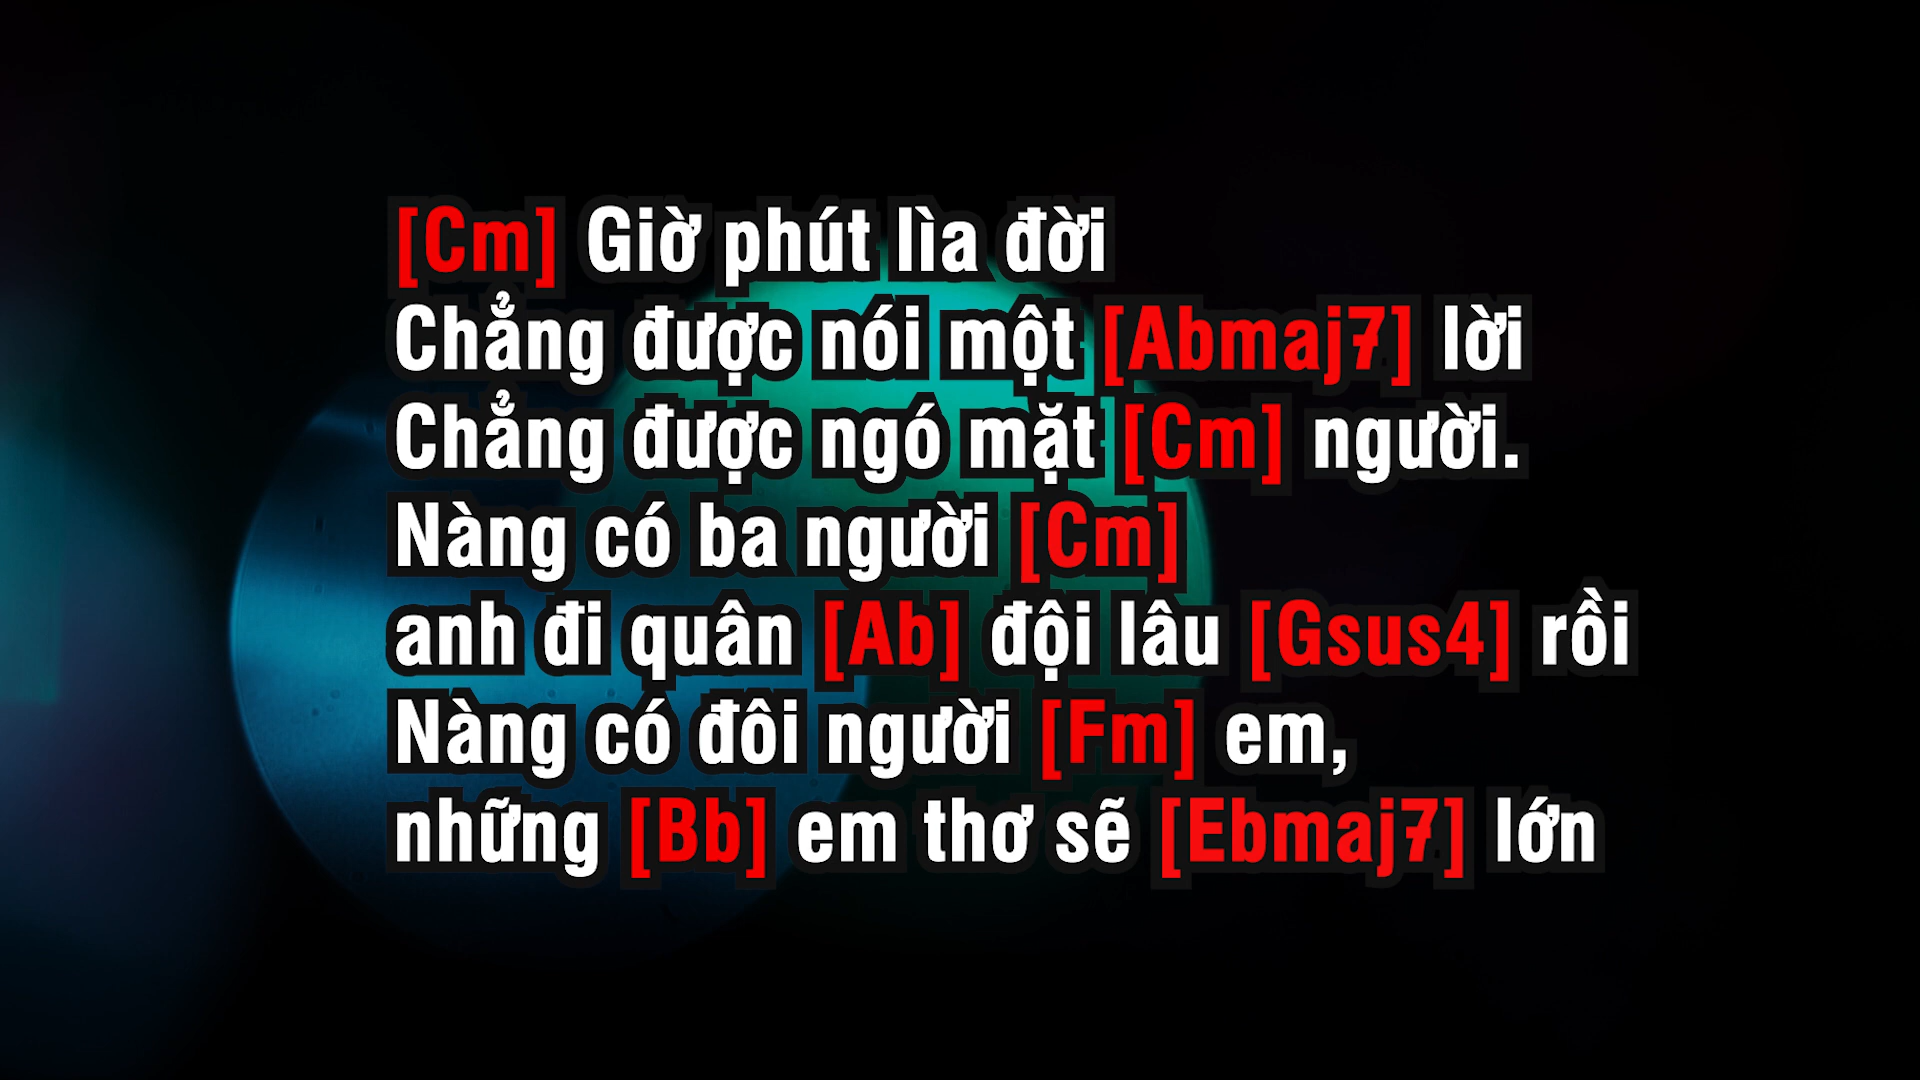 [Cm] Giờ phút lìa đời
Chẳng được nói một [Abmaj7] lời
Chẳng được ngó mặt [Cm] người.
Nàng có ba người [Cm]
anh đi quân [Ab] đội lâu [Gsus4] rồi
Nàng có đôi người [Fm] em,
những [Bb] em thơ sẽ [Ebmaj7] lớn